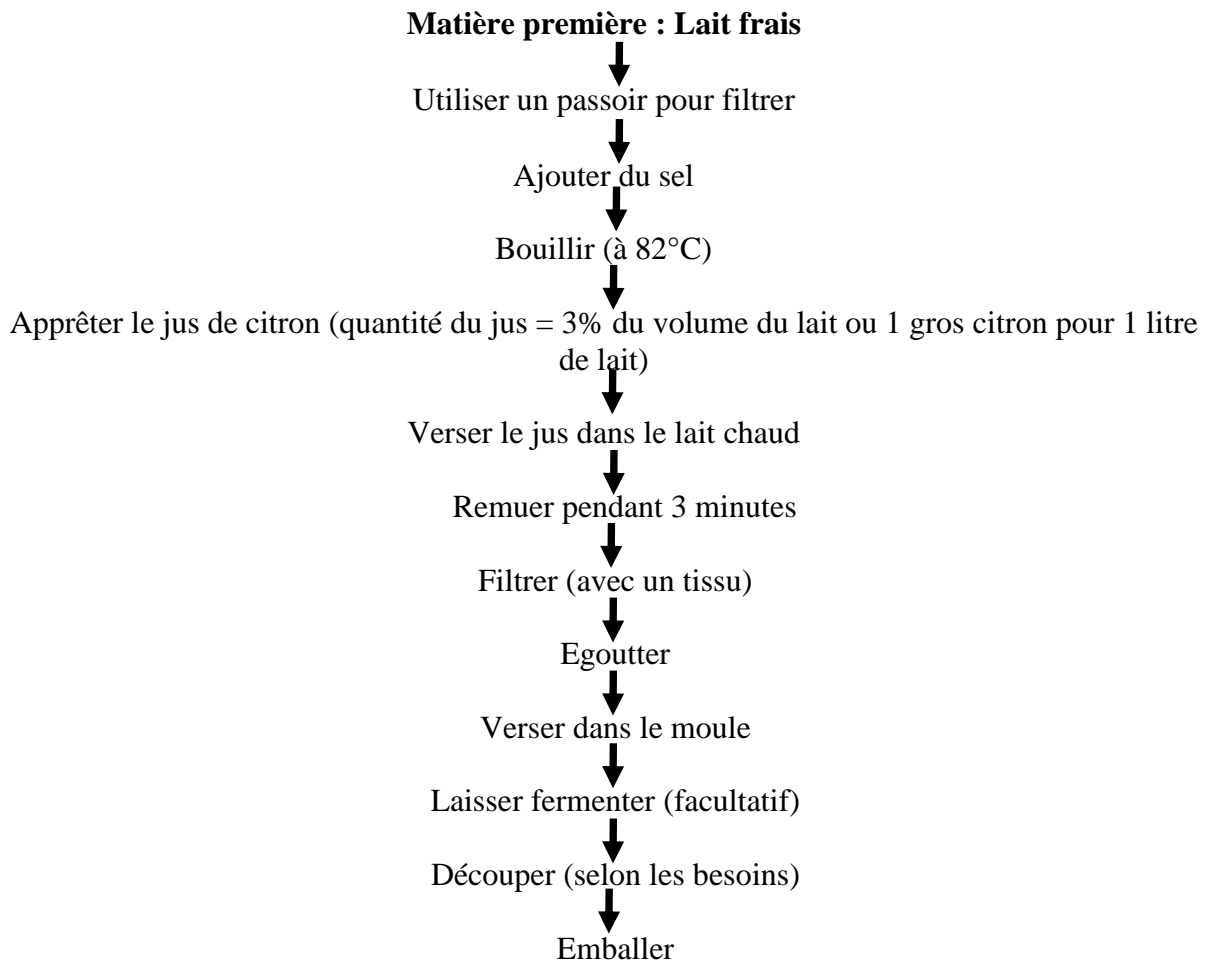 Matière première : Lait frais
Utiliser un passoir pour filtrer
Ajouter du sel
Bouillir (à 82°C)
Apprêter le jus de citron (quantité du jus = 3% du volume du lait ou 1 gros citron pour 1 litre
de lait)
Verser le jus dans le lait chaud
Remuer pendant 3 minutes
Filtrer (avec un tissu)
Egoutter
Verser dans le moule
Laisser fermenter (facultatif)
Découper (selon les besoins)
Emballer